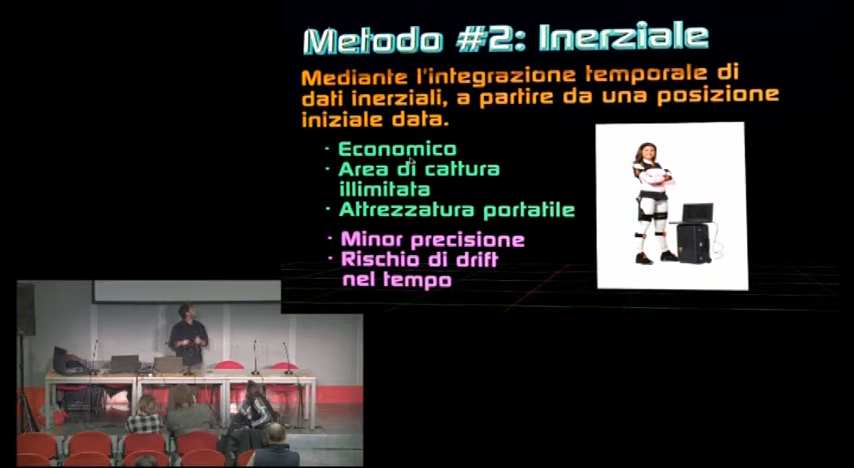 Metodo #2: Inerziale
Mediante l'integrazione temporale di
dati inerziali, a partire da una posizione
iniziale data.
· Economico
· Area di cattura
illimitata
· Attrezzatura portatile
· Minor precisione
· Rischio di drift
nel tempo